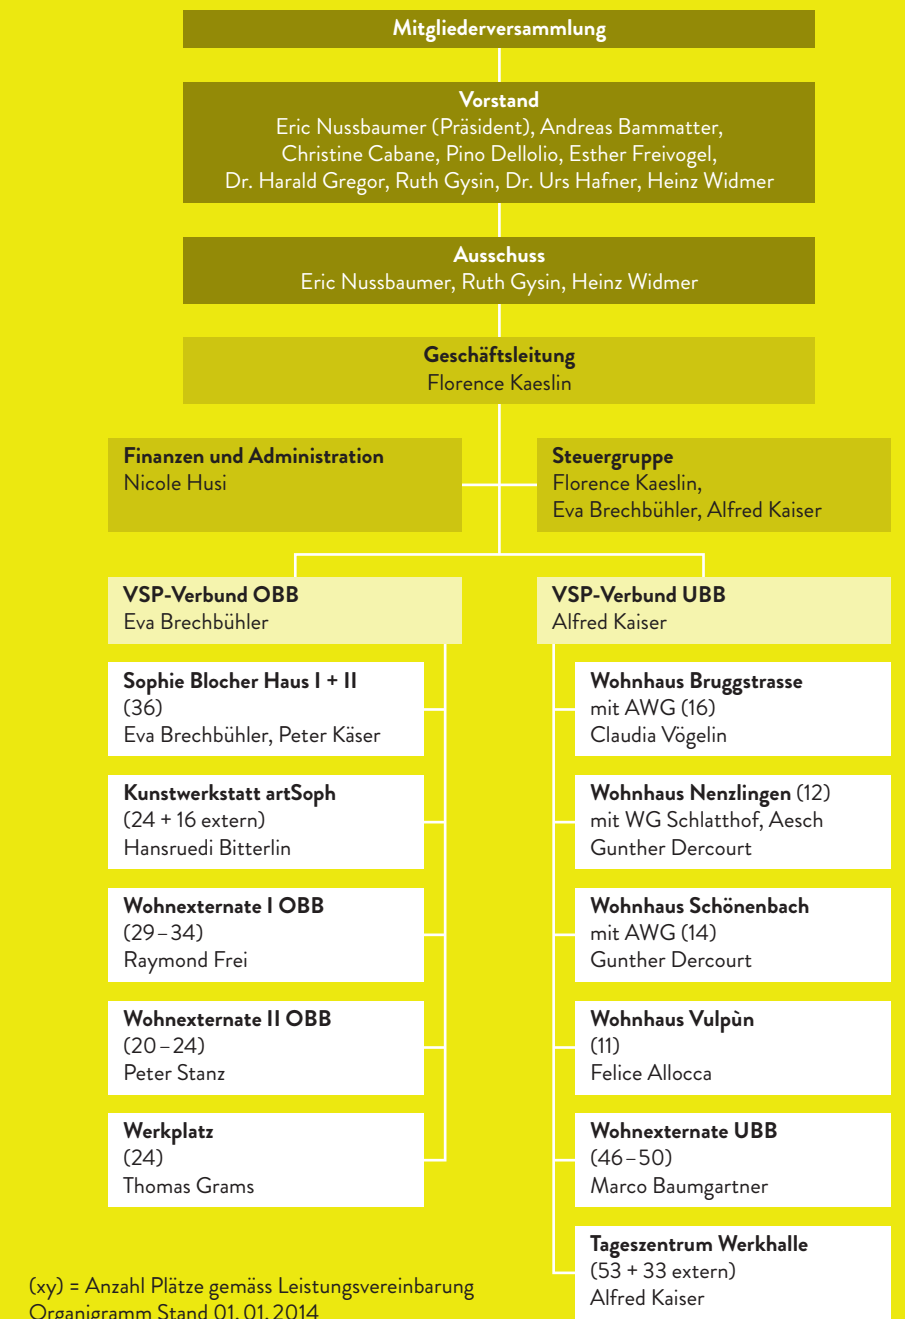 Mitgliederversammlung
Vorstand
Eric Nussbaumer (Präsident), Andreas Bammatter,
Christine Cabane, Pino Dellolio, Esther Freivogel,
Dr. Harald Gregor, Ruth Gysin, Dr. Urs Hafner, Heinz Widmer
Ausschuss
Eric Nussbaumer, Ruth Gysin, Heinz Widmer
Geschäftsleitung
Florence Kaeslin
Finanzen und Administration
Nicole Husi
Steuergruppe
Florence Kaeslin,
Eva Brechbühler, Alfred Kaiser
VSP-Verbund OBB
Eva Brechbühler
Sophie Blocher Haus I + II
(36)
Eva Brechbühler, Peter Käser
Kunstwerkstatt artSoph
(24 + 16 extern)
Hansruedi Bitterlin
Wohnexternate I OBB
(29–34)
Raymond Frei
Wohnexternate II OBB
(20–24)
Peter Stanz
Werkplatz
(24)
Thomas Grams
VSP-Verbund UBB
Alfred Kaiser
Wohnhaus Bruggstrasse
mit AWG (16)
Claudia Vögelin
Wohnhaus Nenzlingen (12)
mit WG Schlatthof, Aesch
Gunther Dercourt
Wohnhaus Schönenbach
mit AWG (14)
Gunther Dercourt
Wohnhaus Vulpùn
(11)
Felice Allocca
Wohnexternate UBB
(46–50)
Marco Baumgartner
Tageszentrum Werkhalle
(53 + 33 extern)
Alfred Kaiser
(xy) = Anzahl Plätze gemäss Leistungsvereinbarung
Organigramm Stand 01. 01. 2014